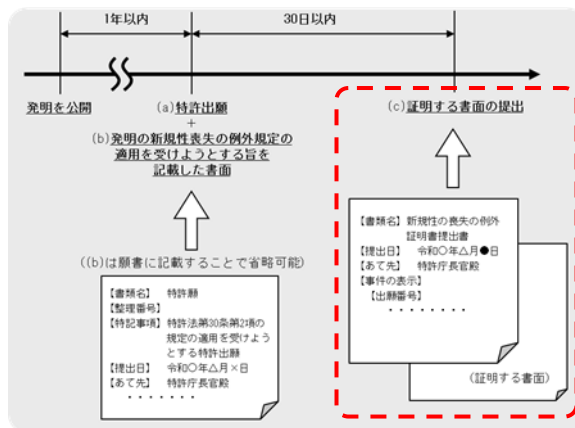 1年以内
30日以内
発明を公開
(a)特許出願
+
(b)発明の新規性喪失の例外規定の
適用を受けようとする旨を
記載した書面
(c)証明する書面の提出
((b)は願書に記載することで省略可能)
【書類名】 特許願
【整理番号】
【特記事項】 特許法第30条第2項の
規定の適用を受けよう
とする特許出願
【提出日】 令和〇年△月×日
【あて先】 特許庁長官殿
・・・・・・・
【書類名】 新規性の喪失の例外
証明書提出書
【提出日】 令和〇年△月●日
【あて先】 特許庁長官殿
【事件の表示】
【出願番号】
・・・・・・・・
(証明する書面)